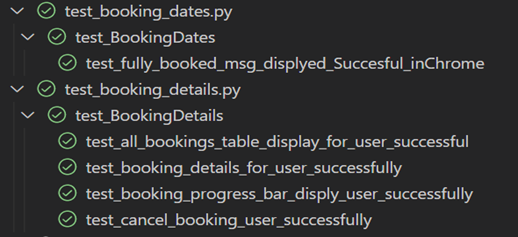 test_booking_dates.py
test_BookingDates
test_fully_booked_msg_displyed_Succesful_inChrome
test_booking_details.py
test_BookingDetails
test_all_bookings_table_display_for_user_successful
test_booking_details_for_user_successfully
test_booking_progress_bar_disply_user_successfully
test_cancel_booking_user_successfully